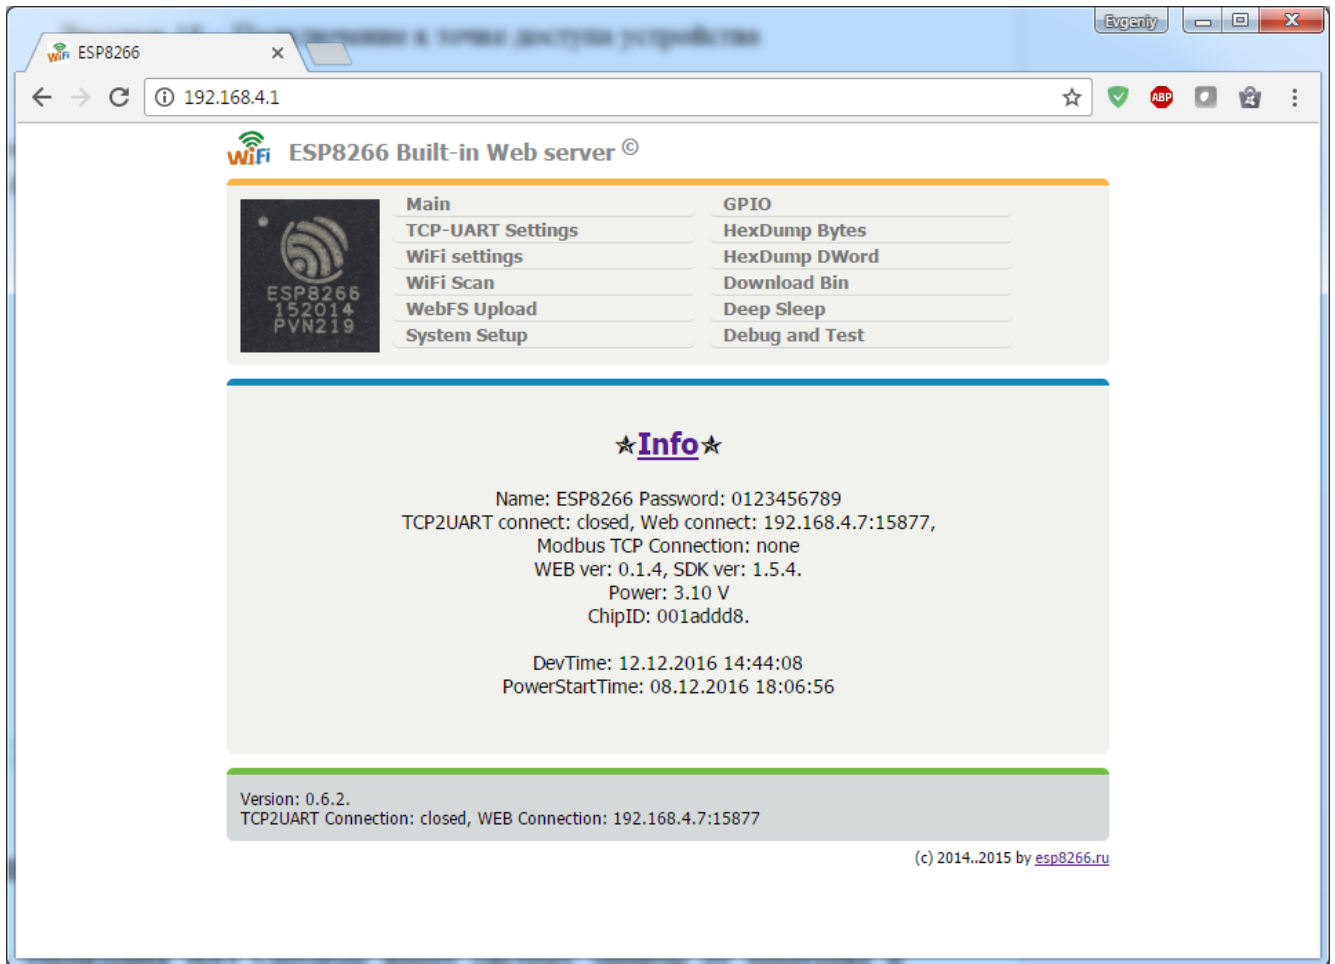 Evgeniy
ESP8266
192.168.4.1
ABP
WiFi ESP8266 Built-in Web server ©
ESP8266
152014
PVN219
Main
TCP-UART Settings
WiFi settings
WiFi Scan
WebFS Upload
System Setup
GPIO
HexDump Bytes
HexDump DWord
Download Bin
Deep Sleep
Debug and Test
✯Info✯
Name: ESP8266 Password: 0123456789
TCP2UART connect: closed, Web connect: 192.168.4.7:15877,
Modbus TCP Connection: none
WEB ver: 0.1.4, SDK ver: 1.5.4.
Power: 3.10 V
ChipID: 001addd8.
DevTime: 12.12.2016 14:44:08
PowerStartTime: 08.12.2016 18:06:56
Version: 0.6.2.
TCP2UART Connection: closed, WEB Connection: 192.168.4.7:15877
(c) 2014..2015 by esp8266.ru